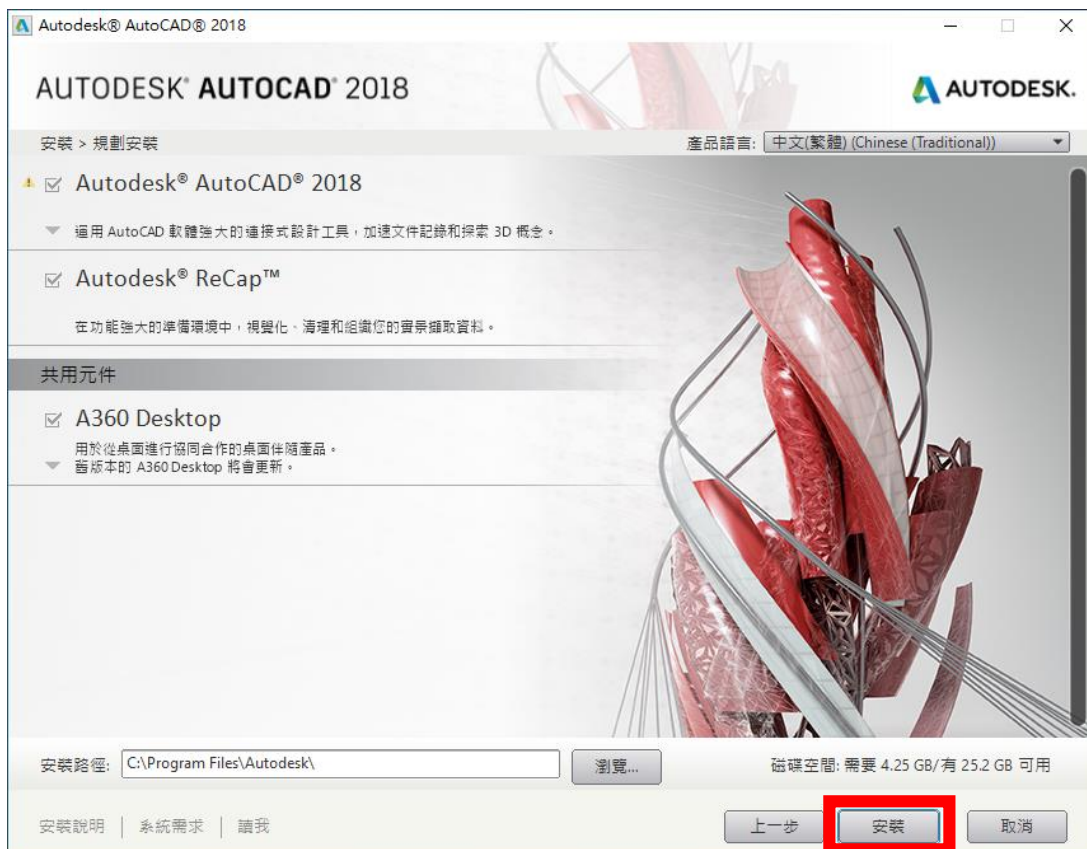 Autodesk® AutoCAD® 2018
AUTODESK® AUTOCAD® 2018
AUTODESK.
安裝 > 規劃安裝
產品語言: 中文(繁體) (Chinese (Traditional))
Autodesk® AutoCAD® 2018
運用 AutoCAD 軟體強大的連接式設計工具，加速文件記錄和探索 3D 概念。
Autodesk® ReCap™
在功能強大的準備環境中，視覺化、清理和組織您的實景擷取資料。
共用元件
A360 Desktop
用於從桌面進行協同合作的桌面伴隨產品。
舊版本的 A360 Desktop 將會更新。
安裝路徑: C:\Program Files\Autodesk\ 瀏覽... 磁碟空間: 需要 4.25 GB/有 25.2 GB 可用
安裝說明 | 系統需求 | 讀我 上一步 安裝 取消